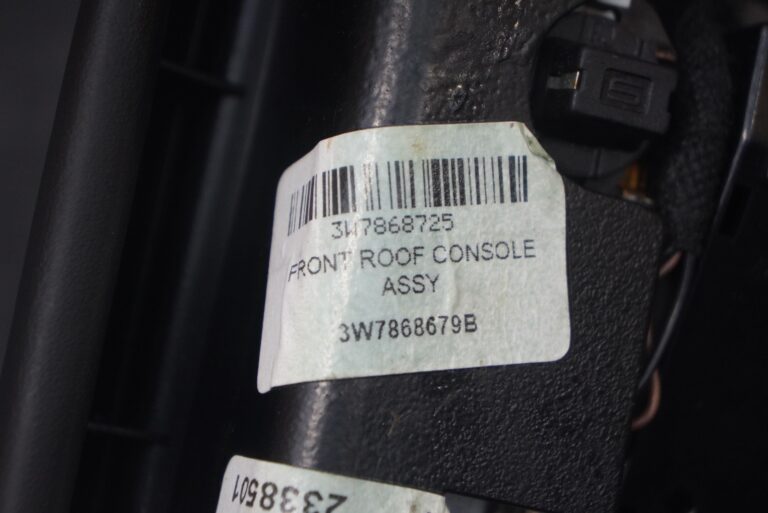 3W7868725
FRONT ROOF CONSOLE
ASSY
3W7868679B
2338501